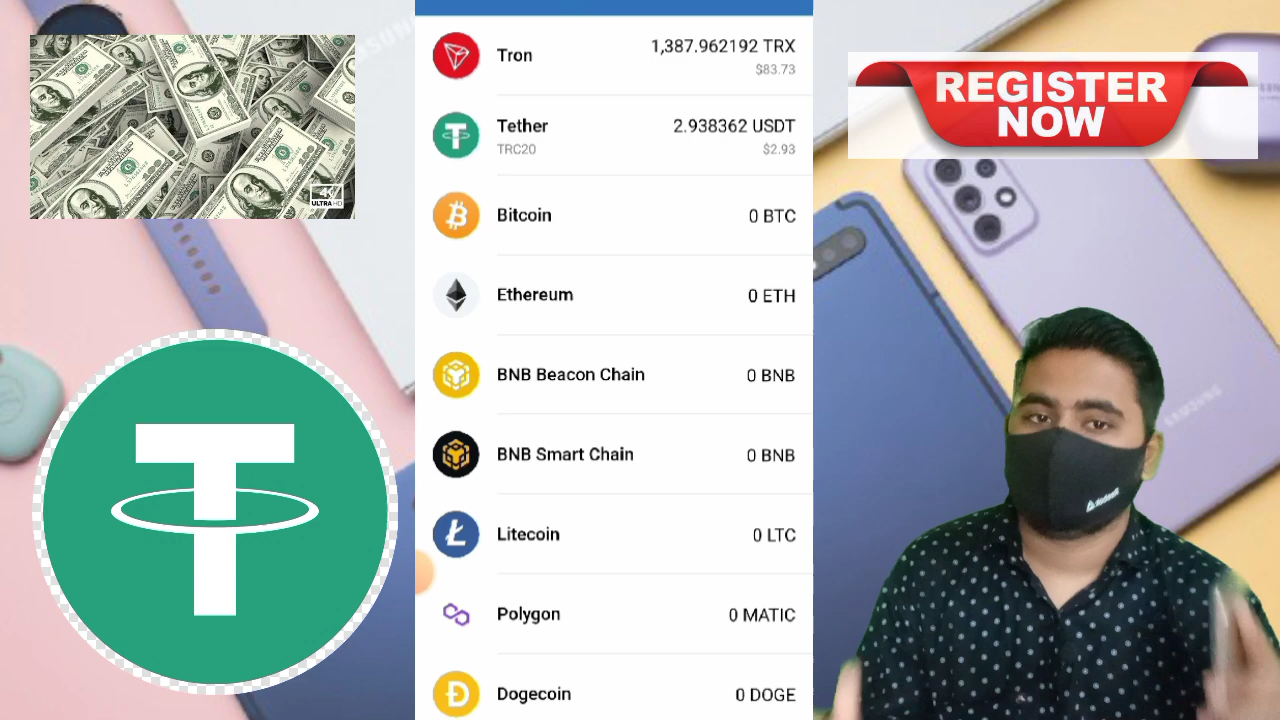 4K
ULTRA HD
Tron
1,387.962192 TRX
$83.73
Tether
2.938362 USDT
TRC20
$2.93
Bitcoin
0 BTC
Ethereum
0 ETH
BNB Beacon Chain
0 BNB
BNB Smart Chain
0 BNB
Litecoin
0 LTC
Polygon
0 MATIC
Dogecoin
0 DOGE
REGISTER
NOW
SAMSUNG